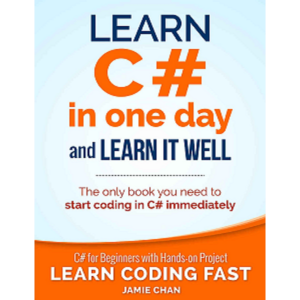 LEARN
C#
in one day
and LEARN IT WELL
The only book you need to
start coding in C# immediately
C# for Beginners with Hands-on Project
LEARN CODING FAST
JAMIE CHAN